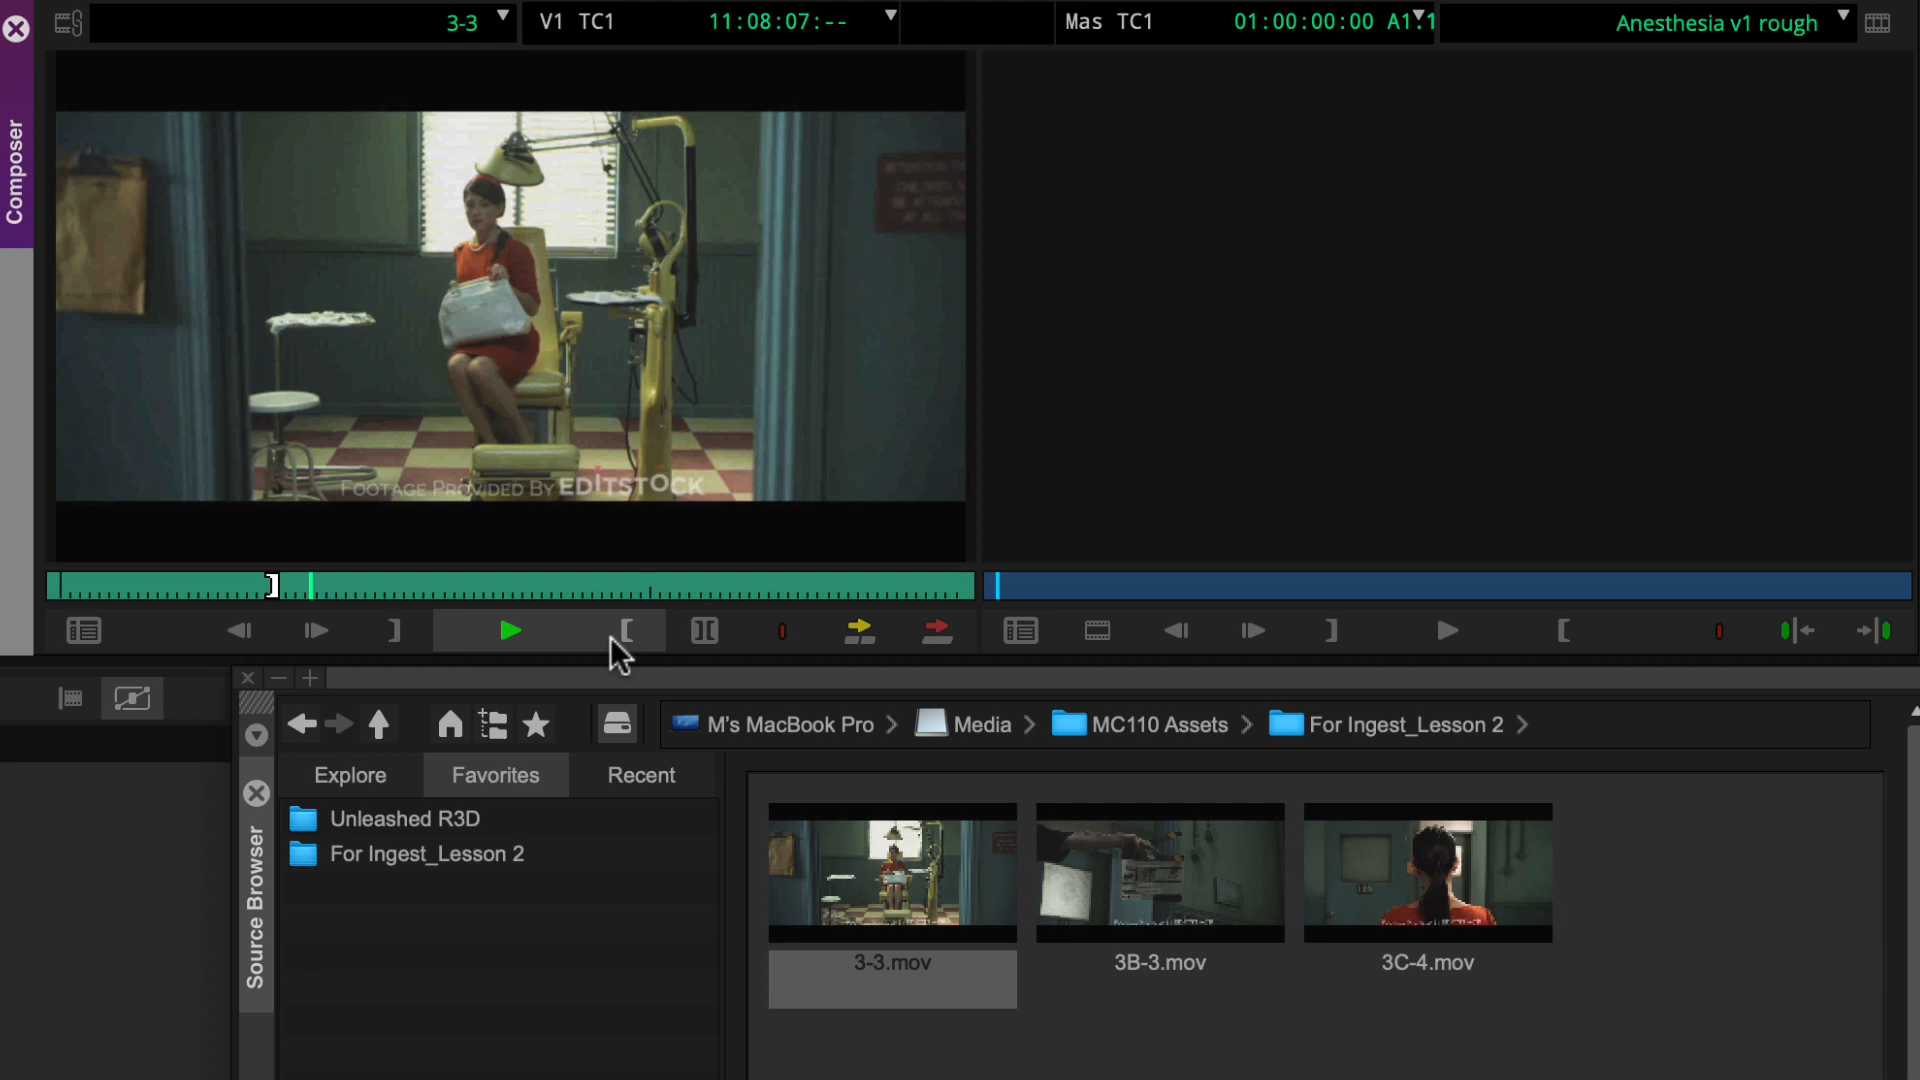 3-3
V1 TC1
11:08:07:--
Mas TC1
01:00:00:00 A1.1
Anesthesia v1 rough
Composer
FOOTAGE PROVIDED BY EDITSTOCK
M's MacBook Pro
Media
MC110 Assets
For Ingest_Lesson 2
Explore
Favorites
Recent
Unleashed R3D
For Ingest_Lesson 2
Source Browser
3-3.mov
3B-3.mov
3C-4.mov